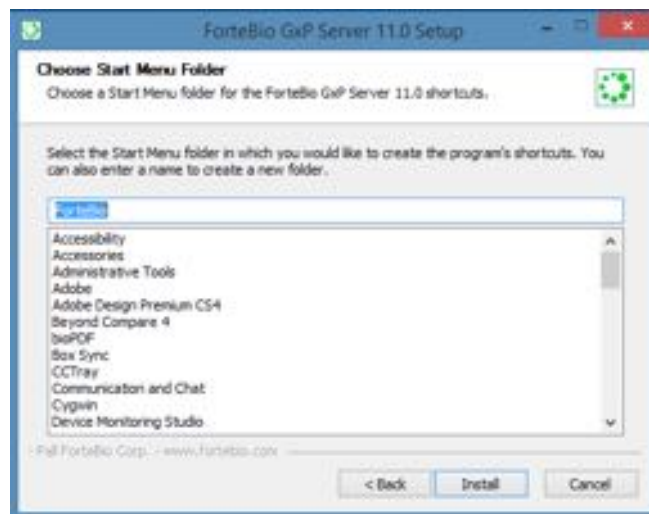 ForteBio GxP Server 11.0 Setup
Choose Start Menu Folder
Choose a Start Menu folder for the ForteBio GxP Server 11.0 shortcuts.
Select the Start Menu folder in which you would like to create the program's shortcuts. You
can also enter a name to create a new folder.
ForteBio
Accessibility
Accessories
Administrative Tools
Adobe
Adobe Design Premium CS4
Beyond Compare 4
bioPDF
Box Sync
CCTray
Communication and Chat
Cygwin
Device Monitoring Studio
Pall ForteBio Corp. - www.fortebio.com
< Back
Install
Cancel